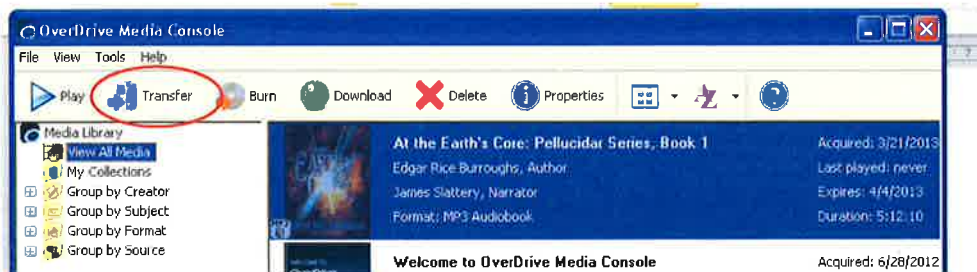 OverDrive Media Console
File View Tools Help
Play Transfer Burn Download Delete Properties
Media Library
View All Media
My Collections
Group by Creator
Group by Subject
Group by Format
Group by Source
At the Earth's Core: Pellucidar Series, Book 1
Edgar Rice Burroughs, Author
James Slattery, Narrator
Format: MP3 Audiobook
Acquired: 3/21/2013
Last played: never
Expires: 4/4/2013
Duration: 5:12:10
Welcome to OverDrive Media Console
Acquired: 6/28/2012